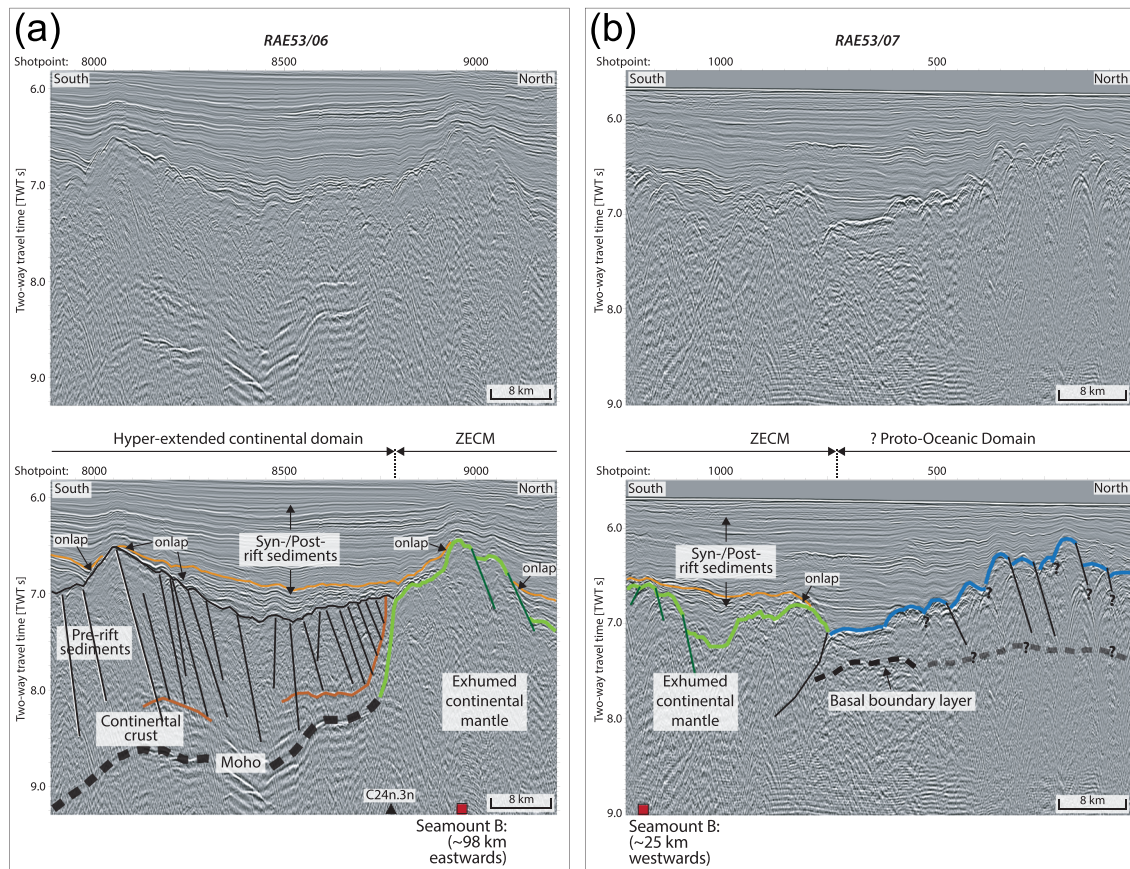 (a)
RAE53/06
Shotpoint: 8000 8500 9000
South North
6.0
7.0
8.0
9.0
Two-way travel time [TWT s]
8 km
Hyper-extended continental domain ZECM
Shotpoint: 8000 8500 9000
South North
6.0
7.0
8.0
9.0
Two-way travel time [TWT s]
onlap
onlap
Syn-/Post-
rift sediments
onlap
onlap
Pre-rift
sediments
Continental
crust
Exhumed
continental
mantle
Moho
C24n.3n
8 km
Seamount B:
(~98 km
eastwards)
(b)
RAE53/07
Shotpoint: 1000 500
South North
6.0
7.0
8.0
9.0
Two-way travel time [TWT s]
8 km
ZECM ? Proto-Oceanic Domain
Shotpoint: 1000 500
South North
6.0
7.0
8.0
9.0
Two-way travel time [TWT s]
Syn-/Post-
rift sediments
onlap
? ? ? ? ?
? ? ?
Exhumed
continental
mantle
Basal boundary layer
8 km
Seamount B:
(~25 km
westwards)